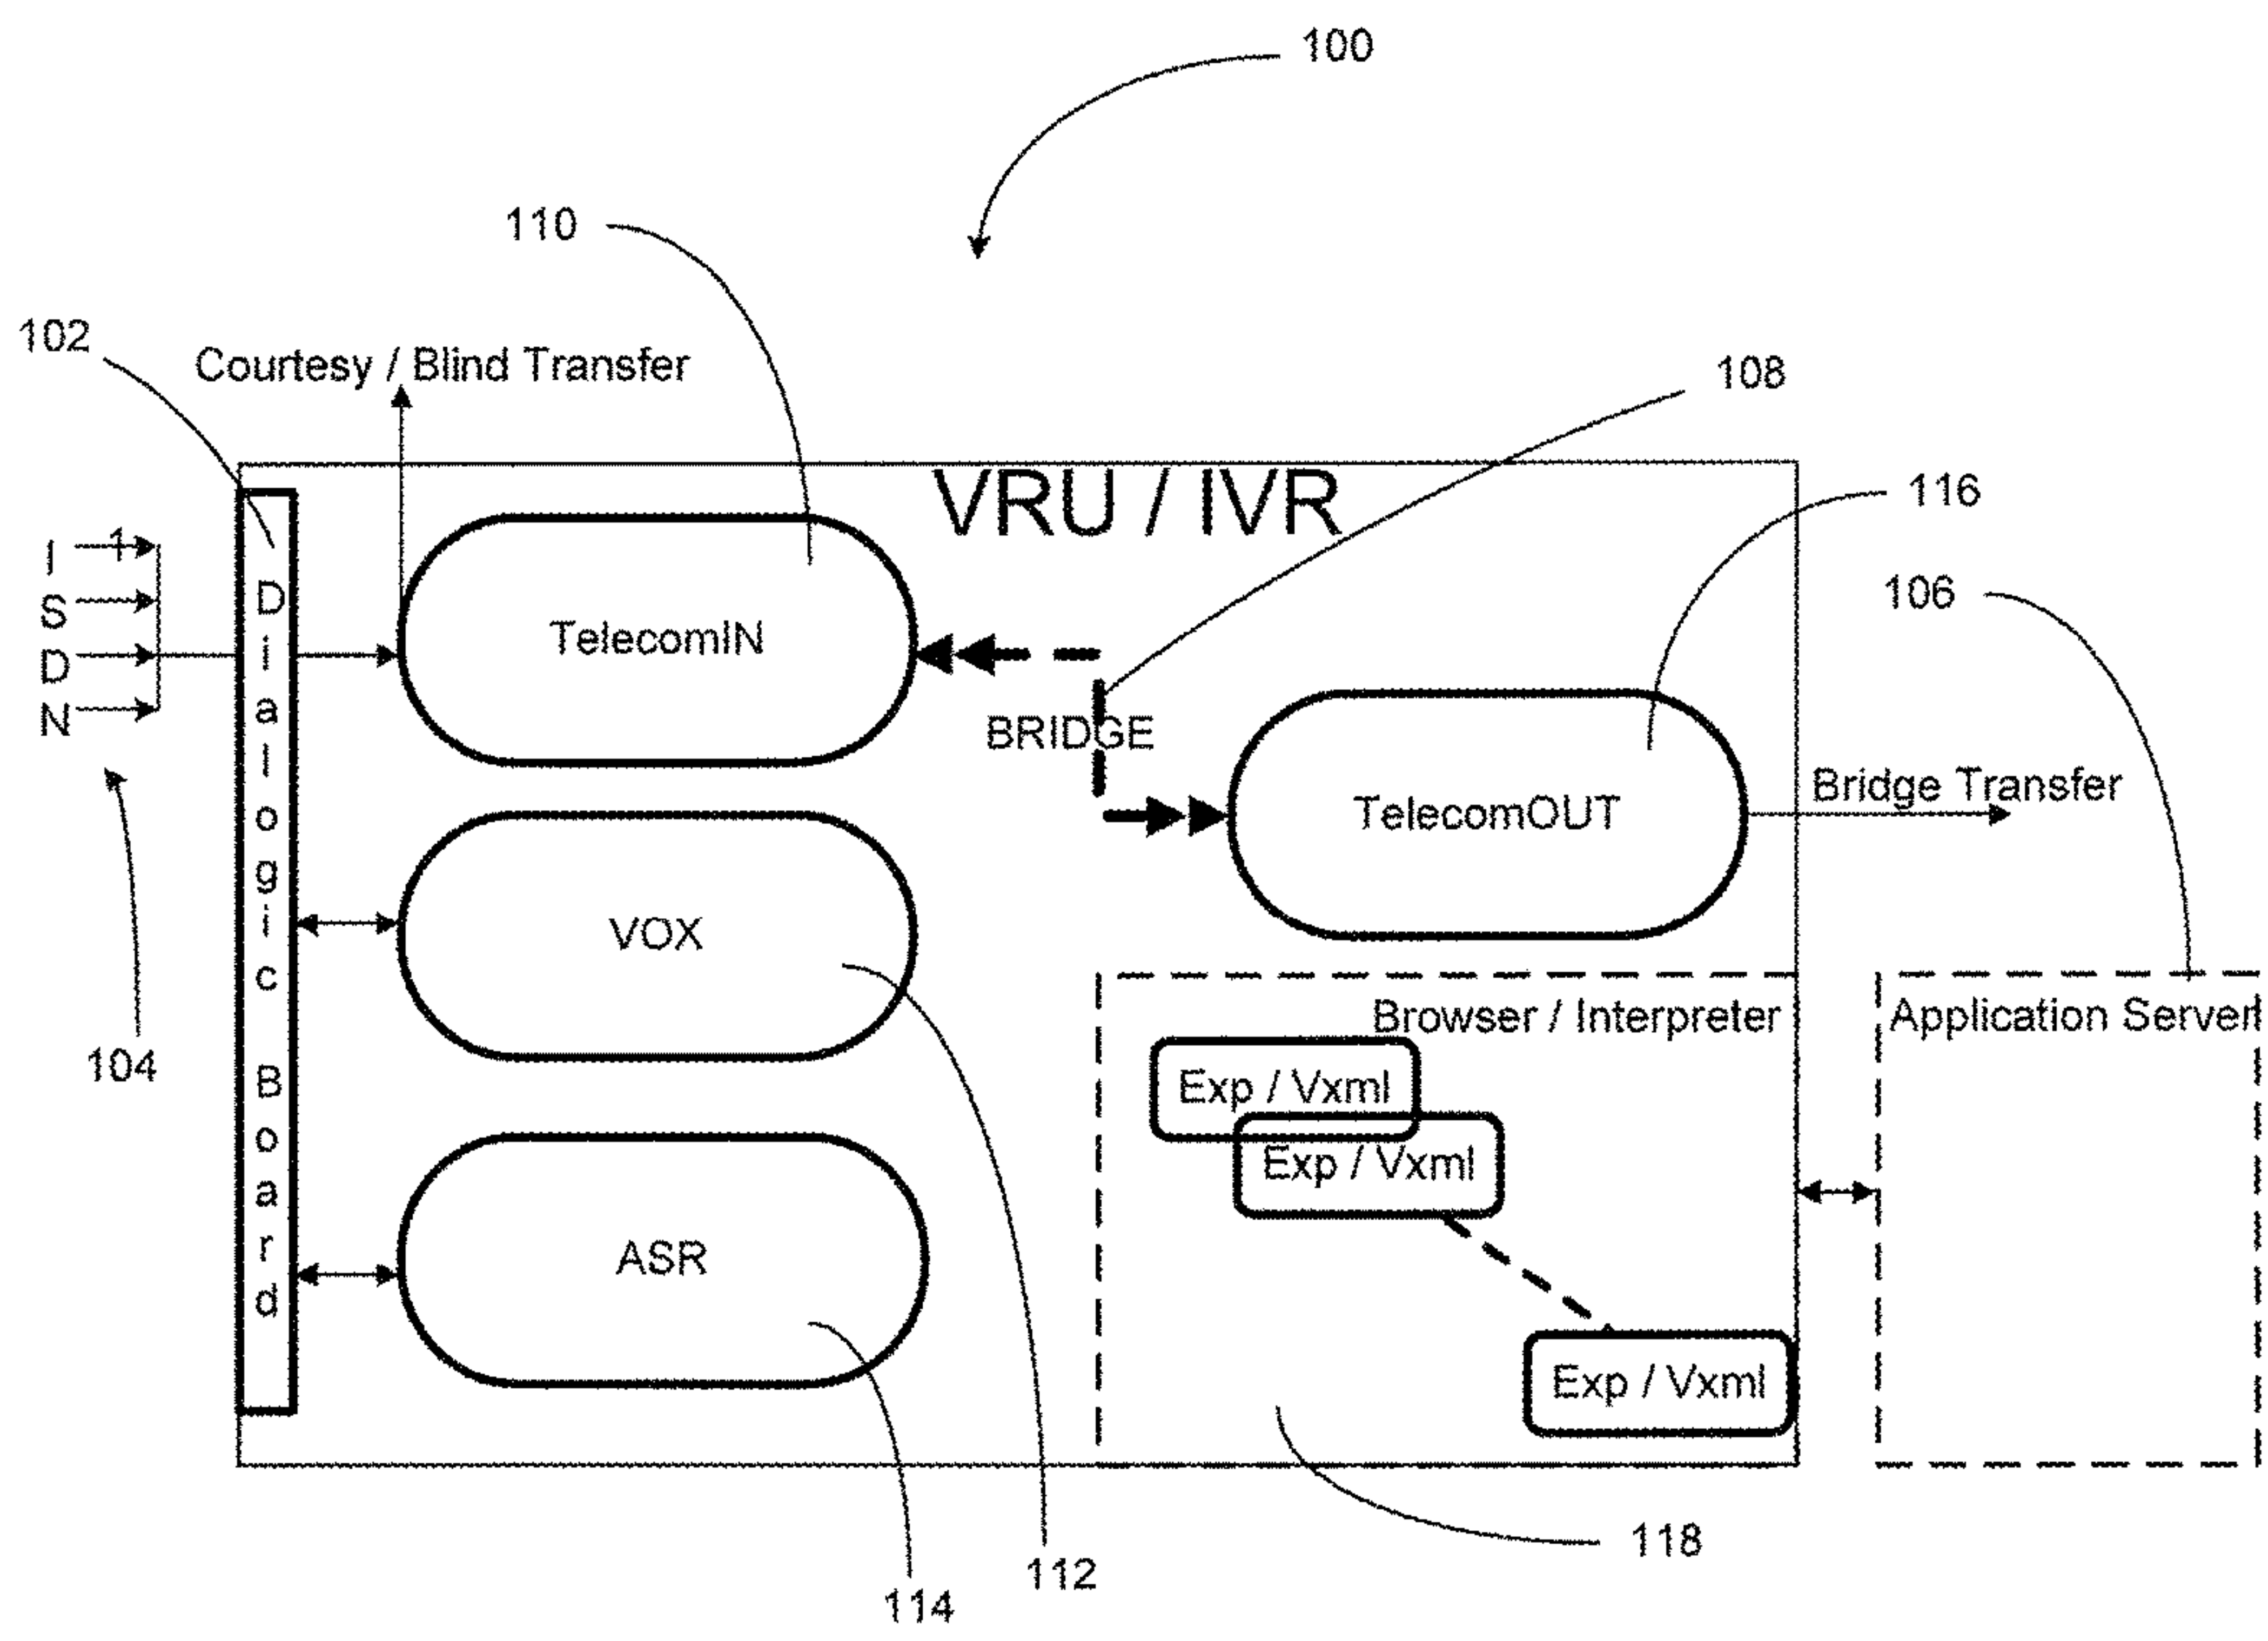 100
110
102
Courtesy / Blind Transfer
108
VRU / IVR
116
1
ISDN
106
Dialogic Board
TelecomIN
BRIDGE
TelecomOUT
Bridge Transfer
VOX
104
Browser / Interpreter
Application Server
Exp / Vxml
Exp / Vxml
ASR
Exp / Vxml
118
112
114